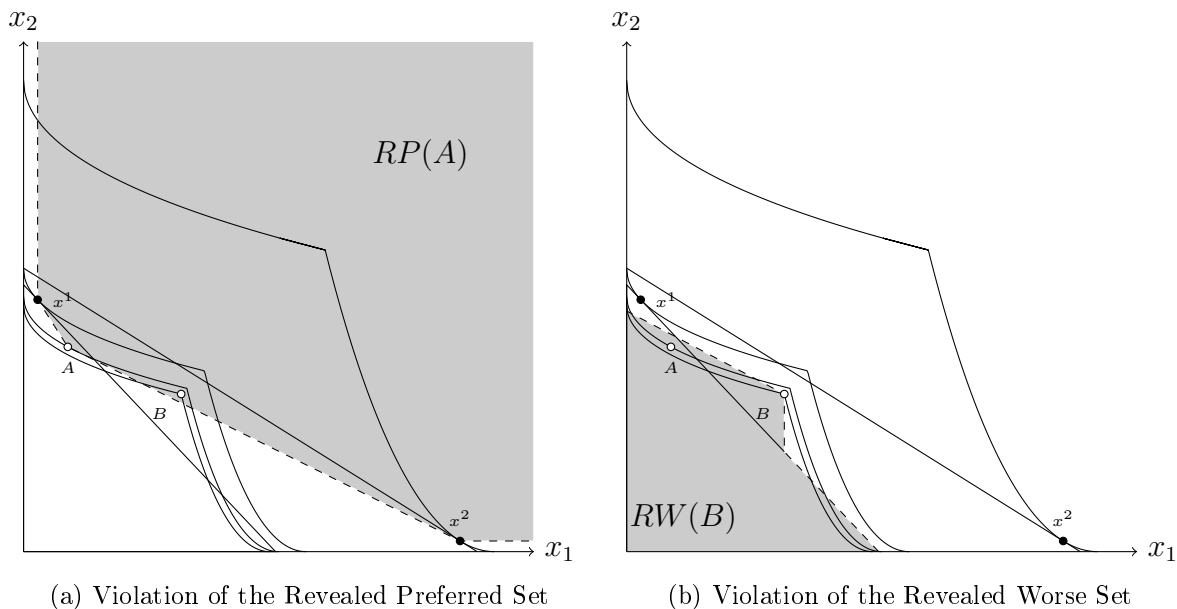 x₂
RP(A)
x¹
A
B
x²
x₁
(a) Violation of the Revealed Preferred Set
x₂
x¹
A
B
RW(B)
x²
x₁
(b) Violation of the Revealed Worse Set